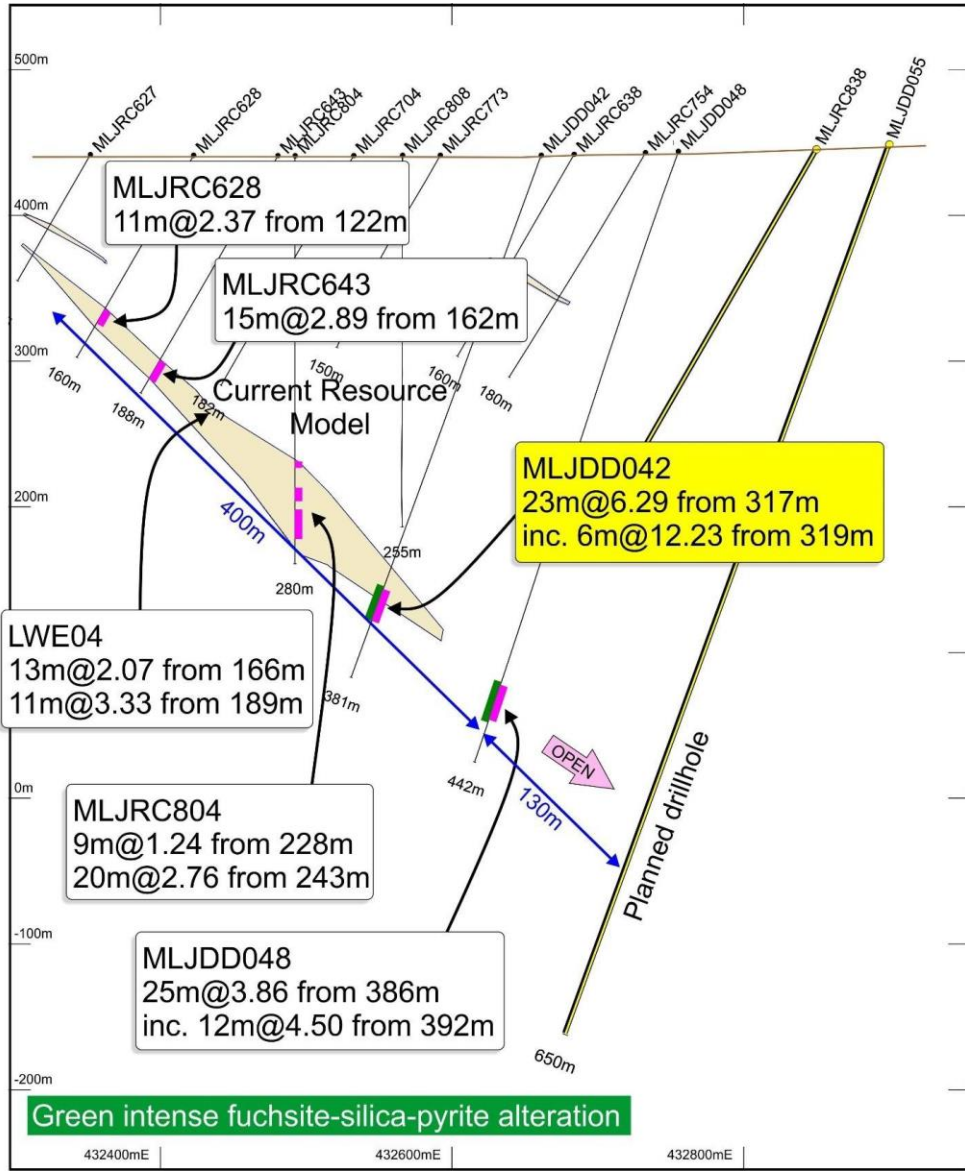 500m
MLJRC627
MLJRC628
MLJRC643
MLJRC804
MLJRC704
MLJRC808
MLJRC773
MLJDD042
MLJRC638
MLJRC754
MLJDD048
MLJRC838
MLJDD055
MLJRC628
11m@2.37 from 122m
400m
MLJRC643
15m@2.89 from 162m
300m
160m
188m
182m
150m
160m
180m
Current Resource
Model
MLJDD042
23m@6.29 from 317m
inc. 6m@12.23 from 319m
200m
400m
255m
280m
LWE04
13m@2.07 from 166m
11m@3.33 from 189m
381m
OPEN
442m
130m
Planned drillhole
0m
MLJRC804
9m@1.24 from 228m
20m@2.76 from 243m
-100m
MLJDD048
25m@3.86 from 386m
inc. 12m@4.50 from 392m
650m
-200m
Green intense fuchsite-silica-pyrite alteration
432400mE
432600mE
432800mE